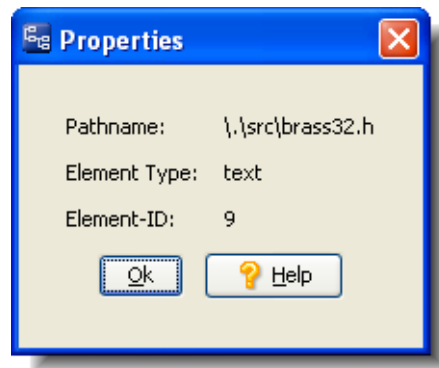 Properties
Pathname: \.\src\brass32.h
Element Type: text
Element-ID: 9
Ok ? Help